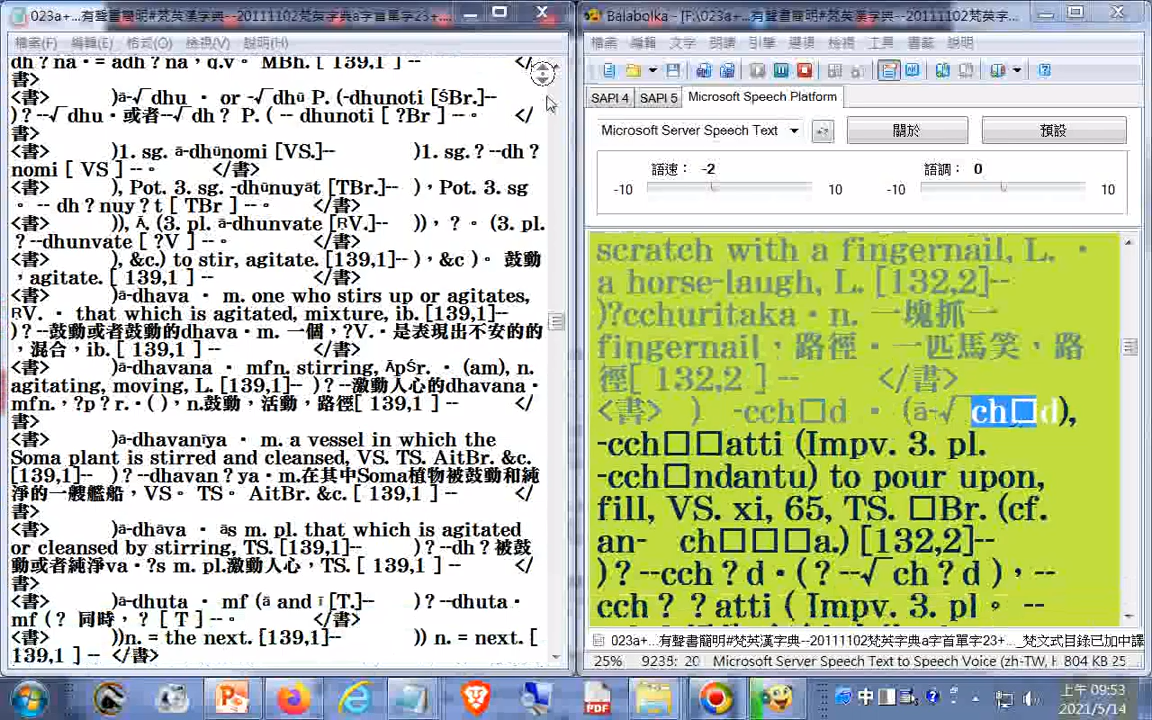 023a+...有聲書簡明#梵英漢字典--20111102梵英字典a字首單字23+...
檔案(F) 編輯(E) 格式(O) 檢視(V) 說明(H)
dh ? na • = adh ? na，q.v. MBh. [ 139,1 ] -- </
書>
<書> )ā-√dhu • or -√dhū P. (-dhunoti [ŚBr.]--
)? --√dhu • 或者--√dh ? P. ( -- dhunoti [ ?Br ] --。 </
書>
<書> )1. sg. ā-dhūnomi [VS.]-- )1. sg. ? --dh ?
nomi [ VS ] --。 </書>
<書> ), Pot. 3. sg. -dhūnuyāt [TBr.]-- )，Pot. 3. sg
。 -- dh ? nuy ? t [ TBr ] --。 </書>
<書> )), Ā. (3. pl. ā-dhunvate [RV.]-- ))，?。 (3. pl.
? --dhunvate [ ?V ] --。 </書>
<書> ), &c.) to stir, agitate. [139,1]-- )，&c )。 鼓動
，agitate. [ 139,1 ] -- </書>
<書> )ā-dhava • m. one who stirs up or agitates,
RV. • that which is agitated, mixture, ib. [139,1]--
)? --鼓動或者鼓動的dhava • m. 一個，?V. • 是表現出不安的的
，混合，ib. [ 139,1 ] -- </書>
<書> )ā-dhavana • mfn. stirring, ĀpŚr. • (am), n.
agitating, moving, L. [139,1]-- )? --激動人心的dhavana •
mfn.，?p ? r. • ( )，n.鼓動，活動，路徑[ 139,1 ] -- </書>
<書> )ā-dhavanīya • m. a vessel in which the
Soma plant is stirred and cleansed, VS. TS. AitBr. &c.
[139,1]-- )? --dhavan ? ya • m.在其中Soma植物被鼓動和純
淨的一艘艦船，VS。 TS。 AitBr. &c. [ 139,1 ] -- </
書>
<書> )ā-dhāva • ās m. pl. that which is agitated
or cleansed by stirring, TS. [139,1]-- )? --dh ? 被鼓
動或者純淨va • ?s m. pl.激動人心，TS. [ 139,1 ] -- </
書>
<書> )ā-dhuta • mf (ā and ī [T.]-- )? --dhuta •
mf ( ? 同時，? [ T ] -- </書>
<書> ))n. = the next. [139,1]-- )) n. = next. [
139,1 ] -- </書>
Balabolka - [F:\023a+...有聲書簡明#梵英漢字典--20111102梵英字...
檔案 編輯 文字 朗讀 引擎 選項 檢視 工具 書籤 說明
SAPI 4 SAPI 5 Microsoft Speech Platform
Microsoft Server Speech Text 關於 預設
語速： -2 語調： 0
-10 10 -10 10
scratch with a fingernail, L. •
a horse-laugh, L. [132,2]--
)?cchuritaka • n. 一塊抓一
fingernail，路徑 • 一匹馬笑，路
徑[ 132,2 ] -- </書>
<書> ) -cch□d • (ā-√ ch□d),
-cch□□atti (Impv. 3. pl.
-cch□ndantu) to pour upon,
fill, VS. xi, 65, TS. □Br. (cf.
an- ch□□□a.) [132,2]--
)? --cch ? d • ( ? --√ ch ? d )，--
cch ? ? atti ( Impv. 3. pl。 --
023a+...有聲書簡明#梵英漢字典--20111102梵英字典a字首單字23+..._梵文式目錄已加中譯
25% 9238: 20 Microsoft Server Speech Text to Speech Voice (zh-TW, H 804 KB 25
中
上午 09:53
2021/5/14